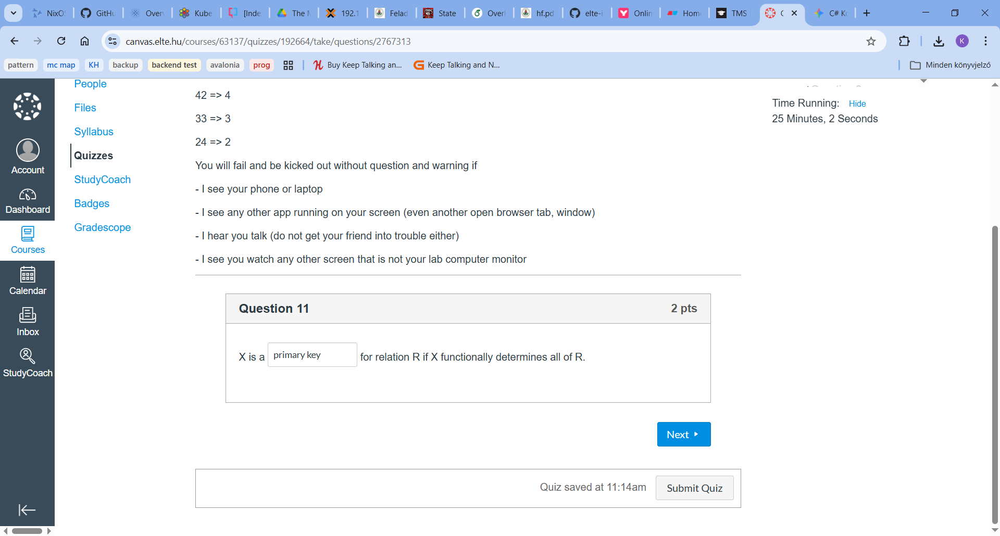 NixO
GitHu
Over
Kube
[Inde
The
192.1
Felad
State
Overl
hf.pd
elte-i
Onlin
Hom
TMS
C# Ko
canvas.elte.hu/courses/63137/quizzes/192664/take/questions/2767313
K
pattern
mc map
KH
backup
backend test
avalonia
prog
Buy Keep Talking an...
Keep Talking and N...
Minden könyvjelző
Account
Dashboard
Courses
Calendar
Inbox
StudyCoach
People
Files
Syllabus
Quizzes
StudyCoach
Badges
Gradescope
42 => 4
33 => 3
24 => 2
You will fail and be kicked out without question and warning if
- I see your phone or laptop
- I see any other app running on your screen (even another open browser tab, window)
- I hear you talk (do not get your friend into trouble either)
- I see you watch any other screen that is not your lab computer monitor
Time Running: Hide
25 Minutes, 2 Seconds
Question 11
2 pts
X is a primary key for relation R if X functionally determines all of R.
Next
Quiz saved at 11:14am
Submit Quiz